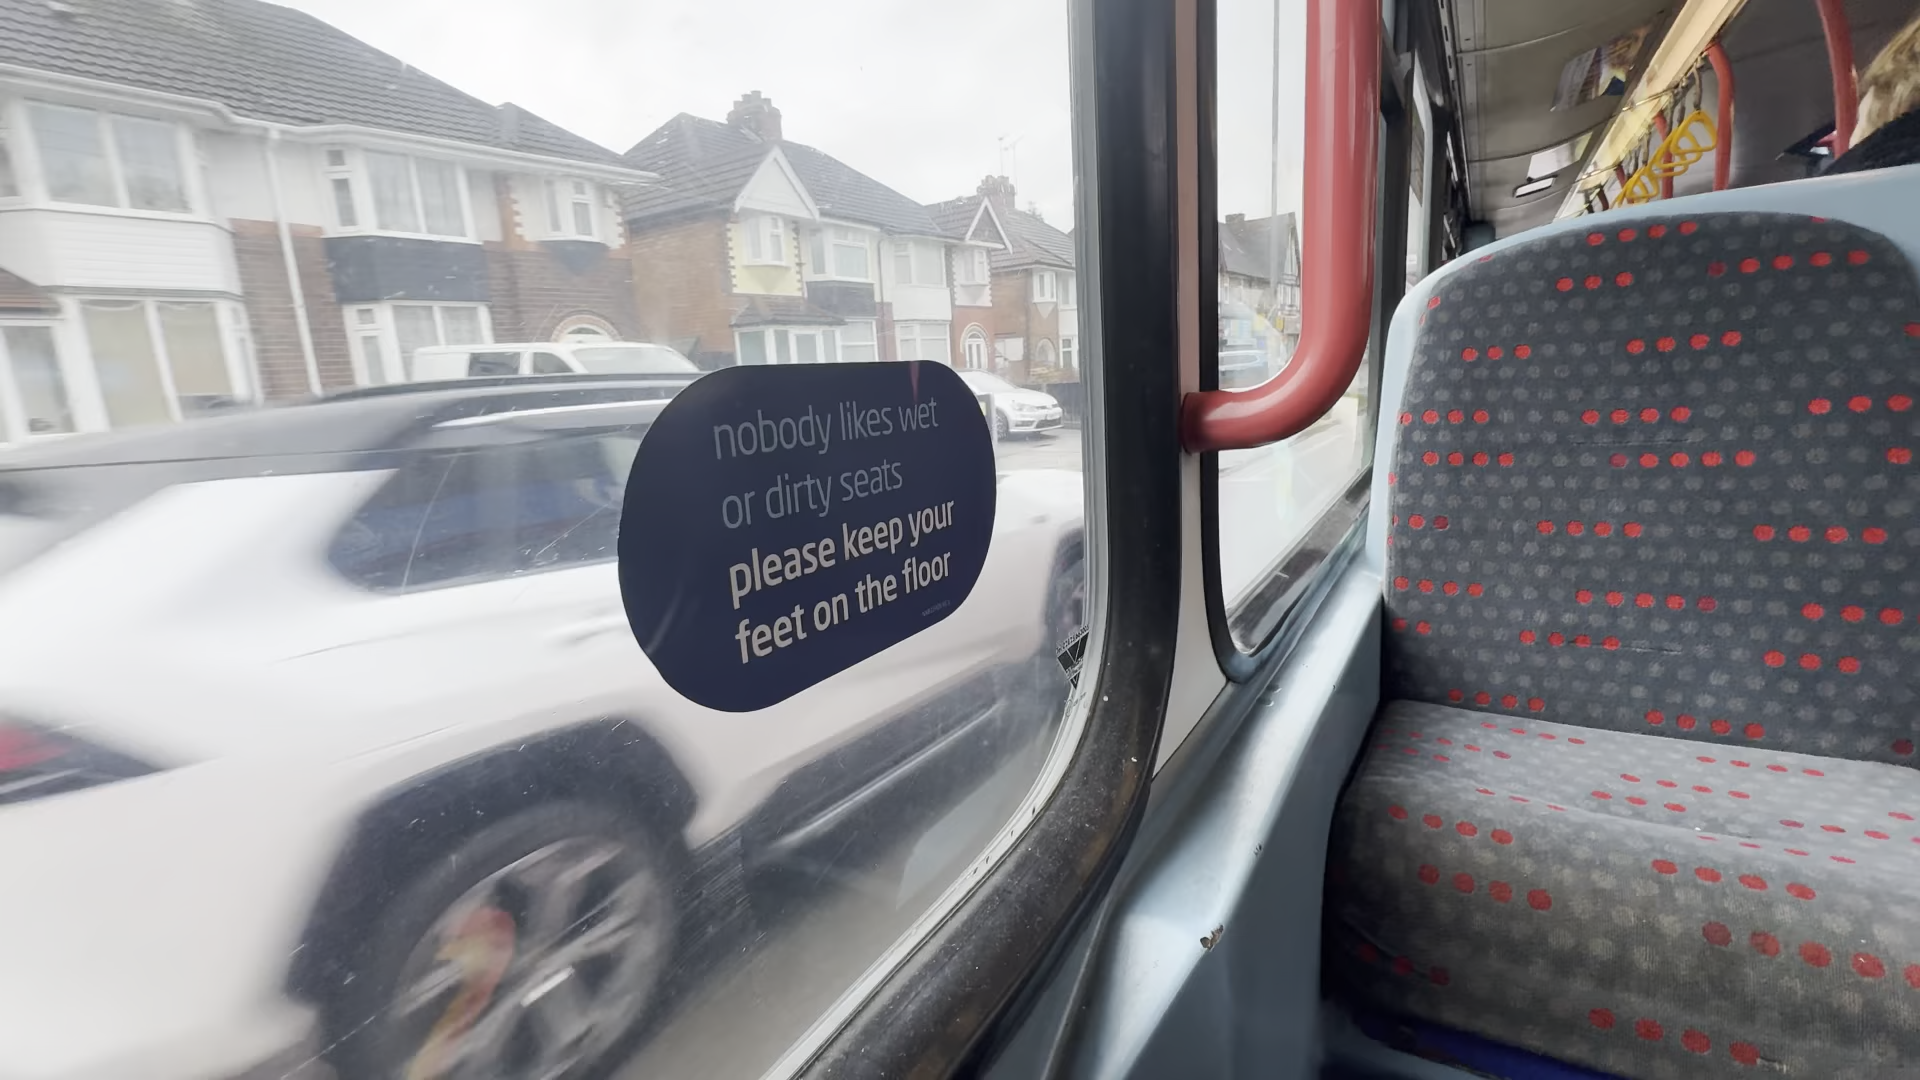 nobody likes wet
or dirty seats
please keep your
feet on the floor